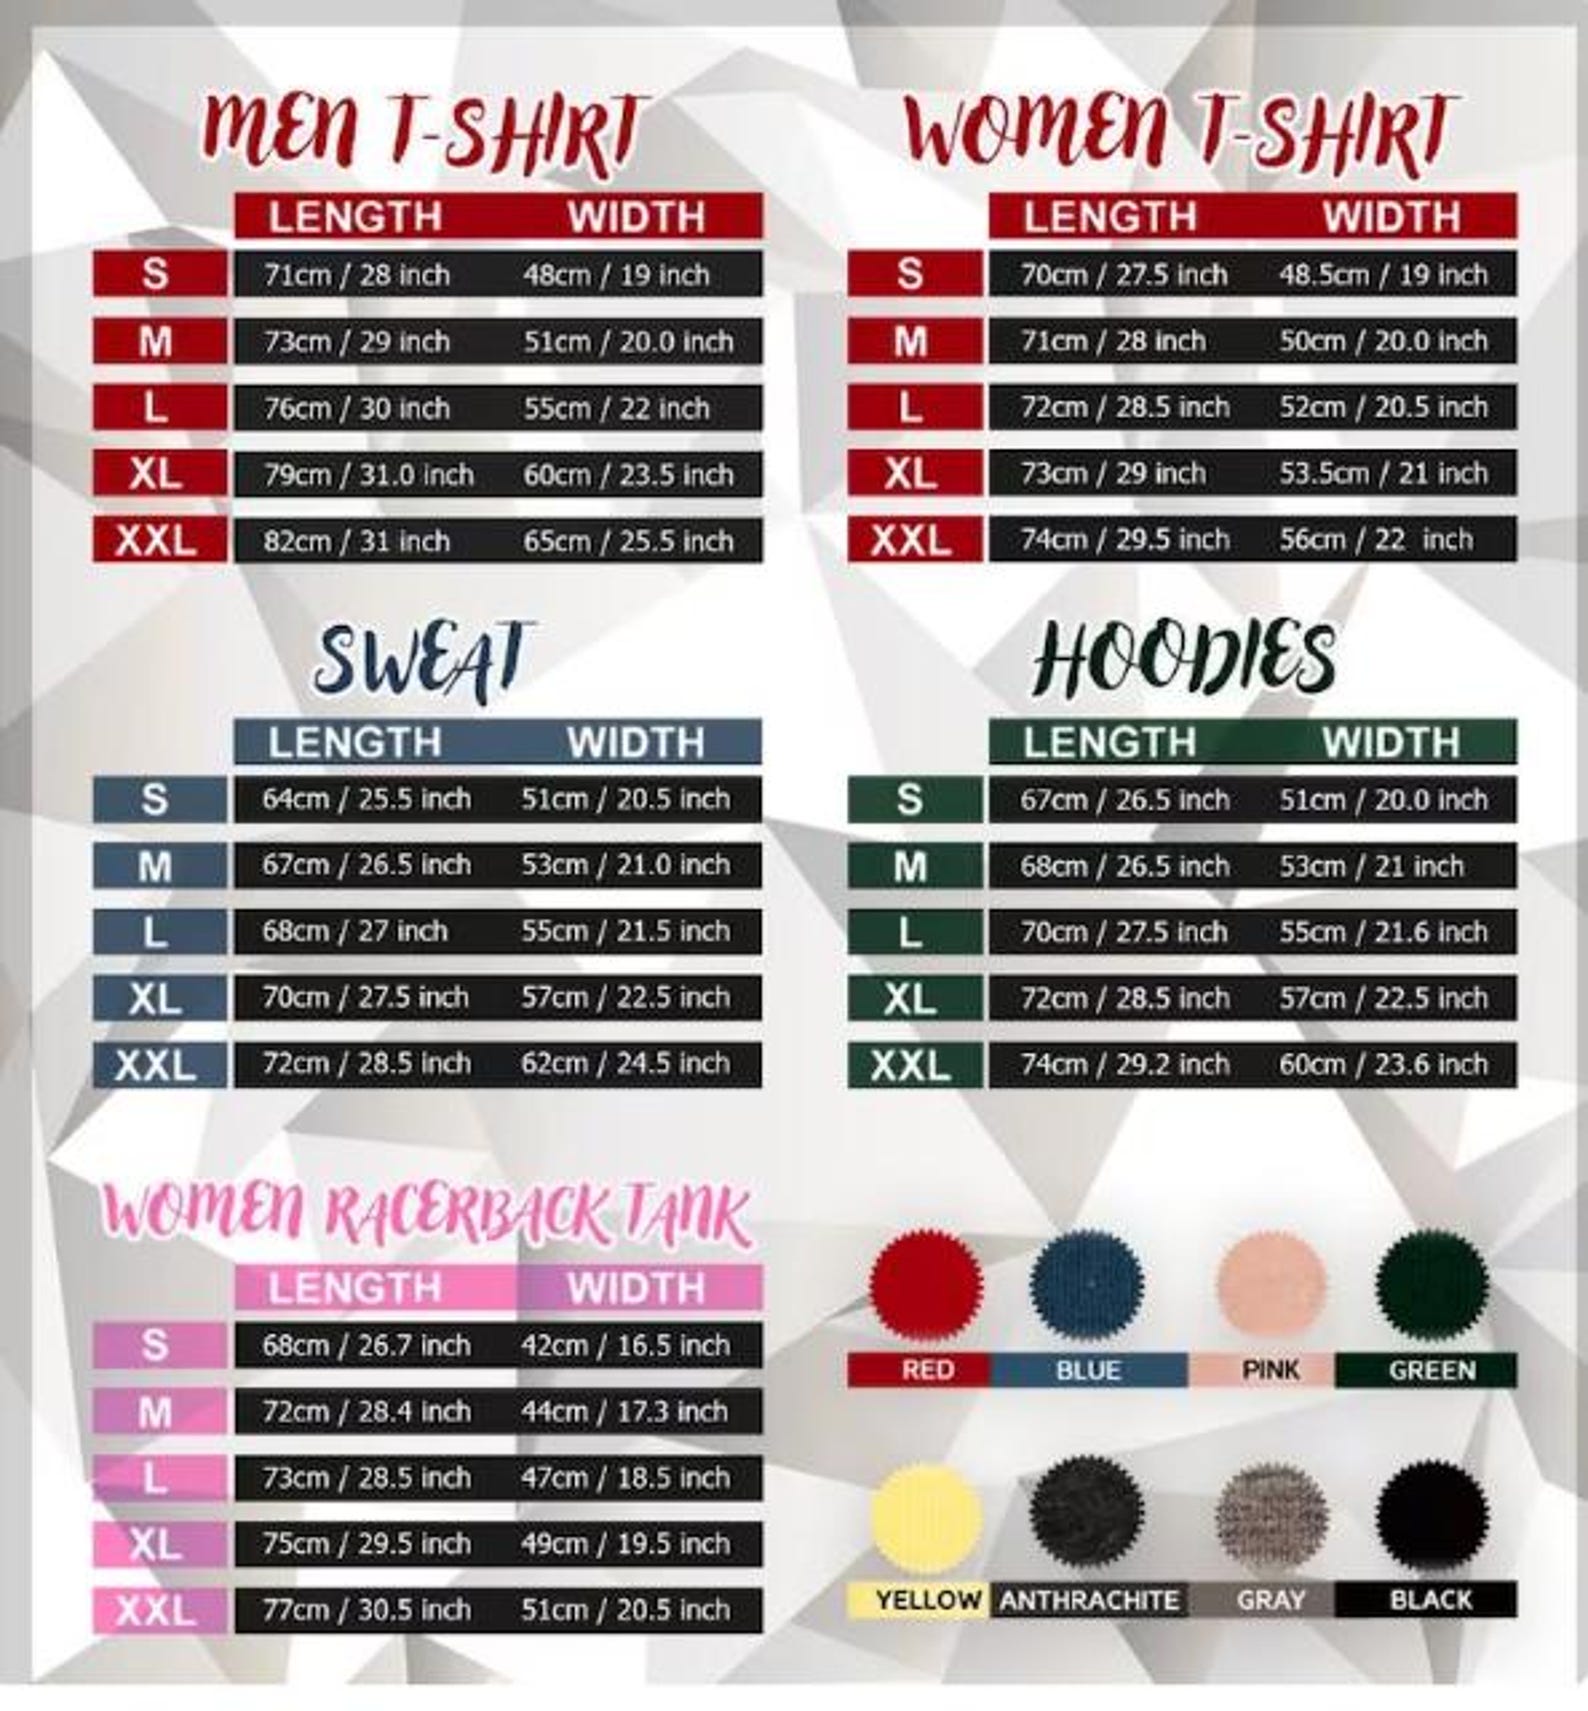 MEN T-SHIRT
LENGTH WIDTH
S 71cm / 28 inch 48cm / 19 inch
M 73cm / 29 inch 51cm / 20.0 inch
L 76cm / 30 inch 55cm / 22 inch
XL 79cm / 31.0 inch 60cm / 23.5 inch
XXL 82cm / 31 inch 65cm / 25.5 inch
WOMEN T-SHIRT
LENGTH WIDTH
S 70cm / 27.5 inch 48.5cm / 19 inch
M 71cm / 28 inch 50cm / 20.0 inch
L 72cm / 28.5 inch 52cm / 20.5 inch
XL 73cm / 29 inch 53.5cm / 21 inch
XXL 74cm / 29.5 inch 56cm / 22 inch
SWEAT
LENGTH WIDTH
S 64cm / 25.5 inch 51cm / 20.5 inch
M 67cm / 26.5 inch 53cm / 21.0 inch
L 68cm / 27 inch 55cm / 21.5 inch
XL 70cm / 27.5 inch 57cm / 22.5 inch
XXL 72cm / 28.5 inch 62cm / 24.5 inch
HOODIES
LENGTH WIDTH
S 67cm / 26.5 inch 51cm / 20.0 inch
M 68cm / 26.5 inch 53cm / 21 inch
L 70cm / 27.5 inch 55cm / 21.6 inch
XL 72cm / 28.5 inch 57cm / 22.5 inch
XXL 74cm / 29.2 inch 60cm / 23.6 inch
WOMEN RACERBACK TANK
LENGTH WIDTH
S 68cm / 26.7 inch 42cm / 16.5 inch
M 72cm / 28.4 inch 44cm / 17.3 inch
L 73cm / 28.5 inch 47cm / 18.5 inch
XL 75cm / 29.5 inch 49cm / 19.5 inch
XXL 77cm / 30.5 inch 51cm / 20.5 inch
RED BLUE PINK GREEN
YELLOW ANTHRACHITE GRAY BLACK